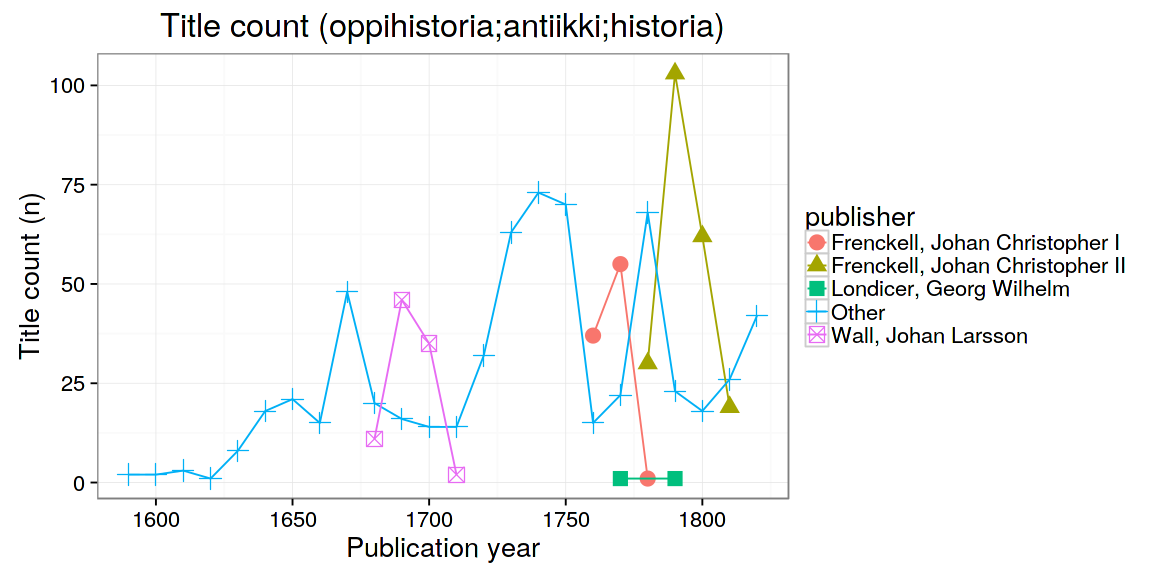 Title count (oppihistoria;antiikki;historia)
100
75
50
25
0
Title count (n)
1600 1650 1700 1750 1800
Publication year
publisher
Frenckell, Johan Christopher I
Frenckell, Johan Christopher II
Londicer, Georg Wilhelm
Other
Wall, Johan Larsson